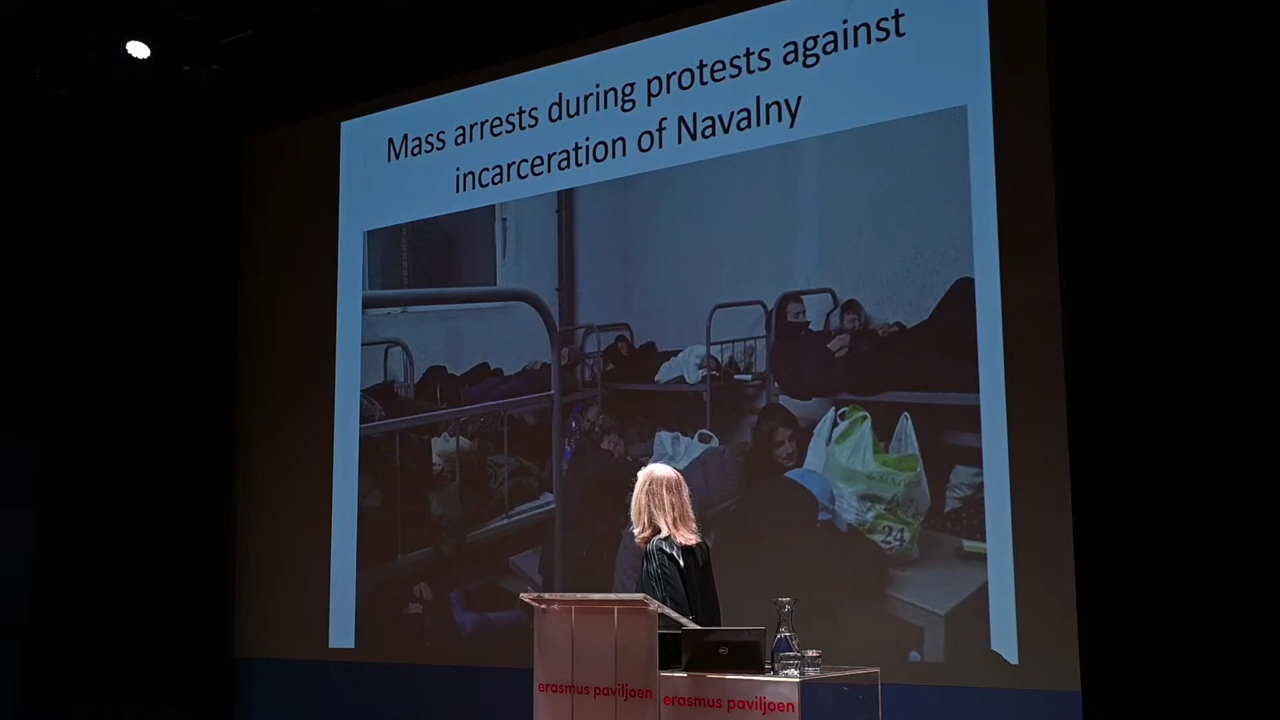 Mass arrests during protests against
incarceration of Navalny
24
erasmus paviljoen
erasmus paviljoen